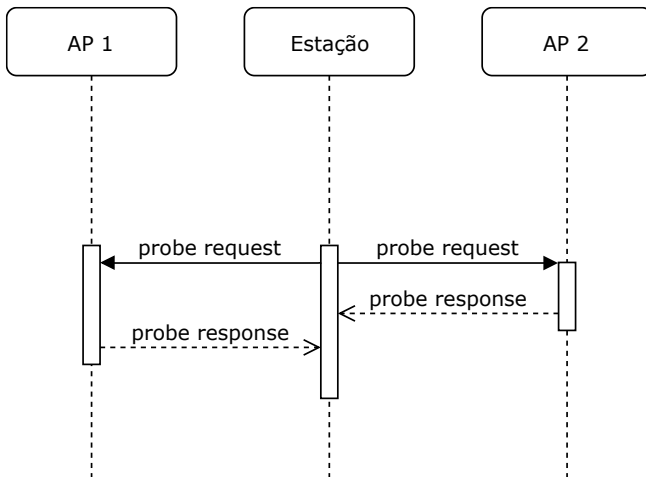 AP 1
Estação
AP 2
probe request
probe request
probe response
probe response